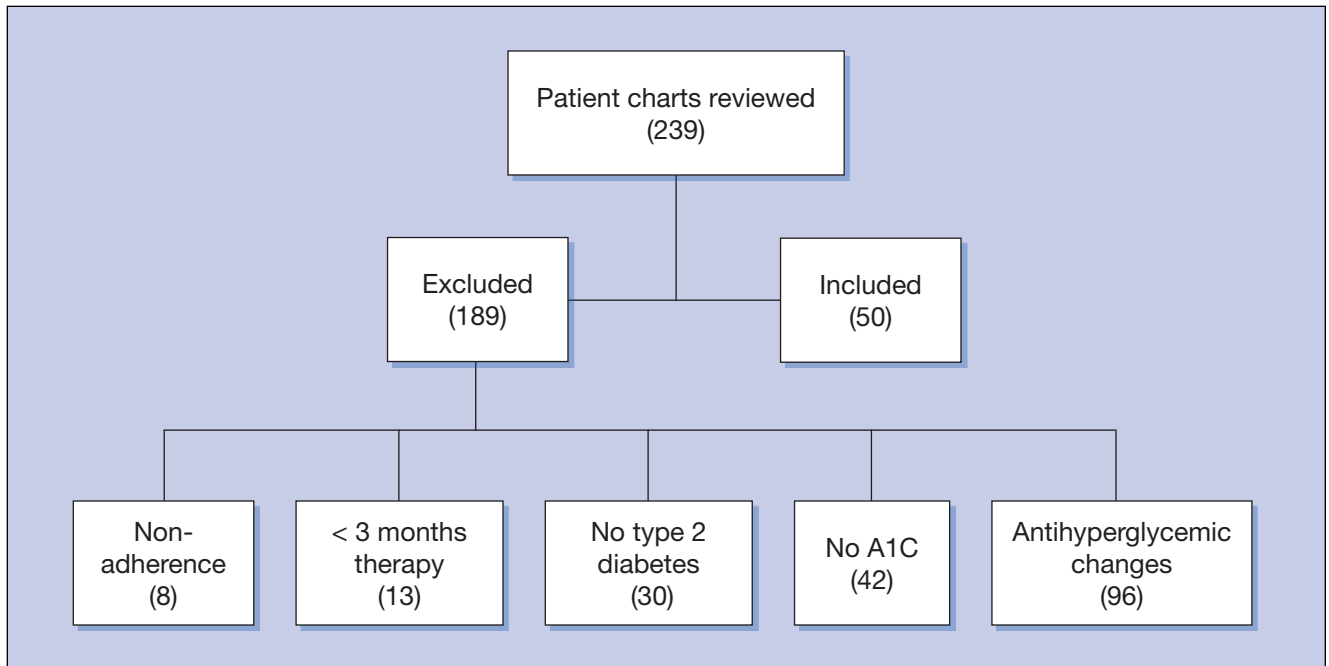 Patient charts reviewed
(239)
Excluded
(189)
Included
(50)
Non-
adherence
(8)
< 3 months
therapy
(13)
No type 2
diabetes
(30)
No A1C
(42)
Antihyperglycemic
changes
(96)